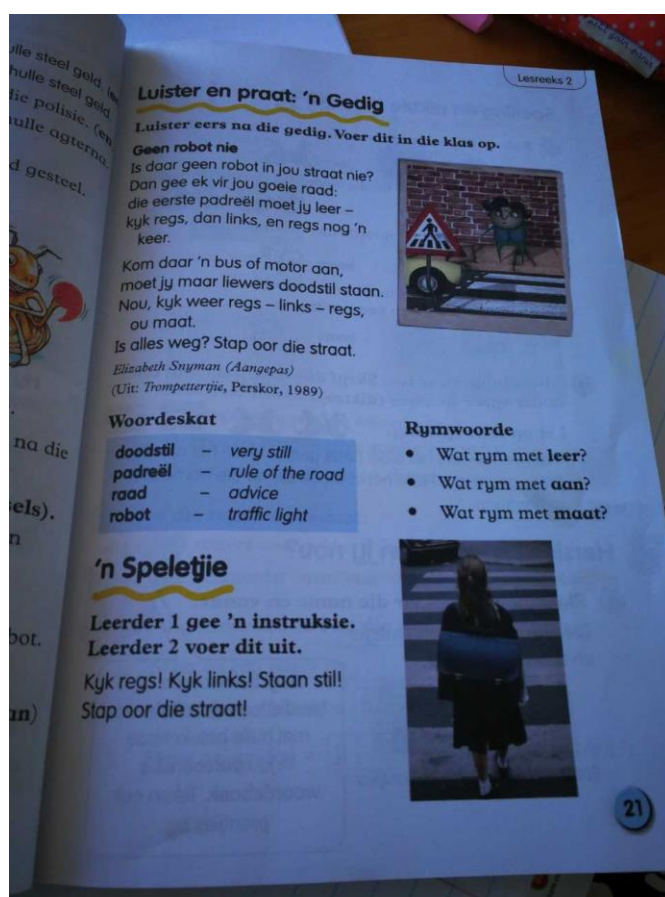 ulle steel geld.
hulle steel geld
die polisie. (en
hulle agterna.
d gesteel.
na die
els).
n
bot.
an)
Lesreeks 2
Luister en praat: 'n Gedig
Luister eers na die gedig. Voer dit in die klas op.
Geen robot nie
Is daar geen robot in jou straat nie?
Dan gee ek vir jou goeie raad:
die eerste padreël moet jy leer –
kyk regs, dan links, en regs nog 'n
keer.
Kom daar 'n bus of motor aan,
moet jy maar liewers doodstil staan.
Nou, kyk weer regs – links – regs,
ou maat.
Is alles weg? Stap oor die straat.
Elizabeth Snyman (Aangepas)
(Uit: Trompettertjie, Perskor, 1989)
Woordeskat
doodstil – very still
padreël – rule of the road
raad – advice
robot – traffic light
Rymwoorde
• Wat rym met leer?
• Wat rym met aan?
• Wat rym met maat?
'n Speletjie
Leerder 1 gee 'n instruksie.
Leerder 2 voer dit uit.
Kyk regs! Kyk links! Staan stil!
Stap oor die straat!
21